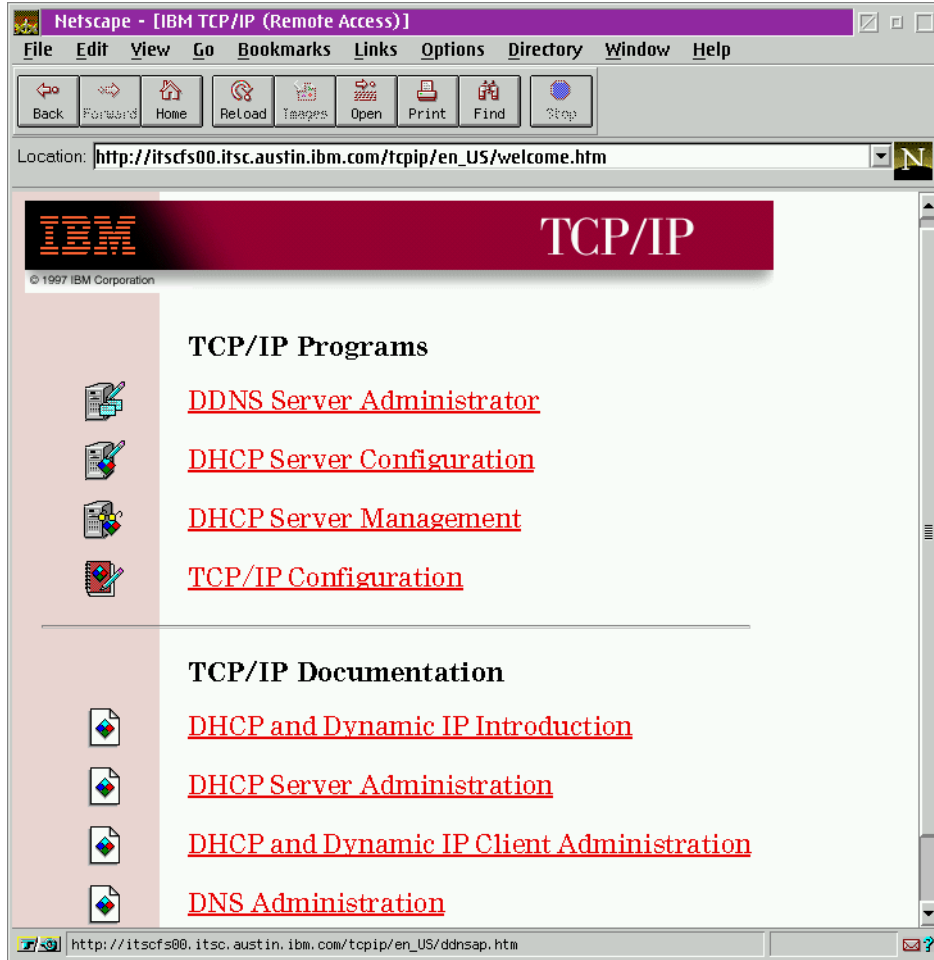 Netscape - [IBM TCP/IP (Remote Access)]
File Edit View Go Bookmarks Links Options Directory Window Help
Back Forward Home Reload Images Open Print Find Stop
Location: http://itscfs00.itsc.austin.ibm.com/tcpip/en_US/welcome.htm
N
IBM TCP/IP
© 1997 IBM Corporation
TCP/IP Programs
DDNS Server Administrator
DHCP Server Configuration
DHCP Server Management
TCP/IP Configuration
TCP/IP Documentation
DHCP and Dynamic IP Introduction
DHCP Server Administration
DHCP and Dynamic IP Client Administration
DNS Administration
http://itscfs00.itsc.austin.ibm.com/tcpip/en_US/ddnsap.htm
?